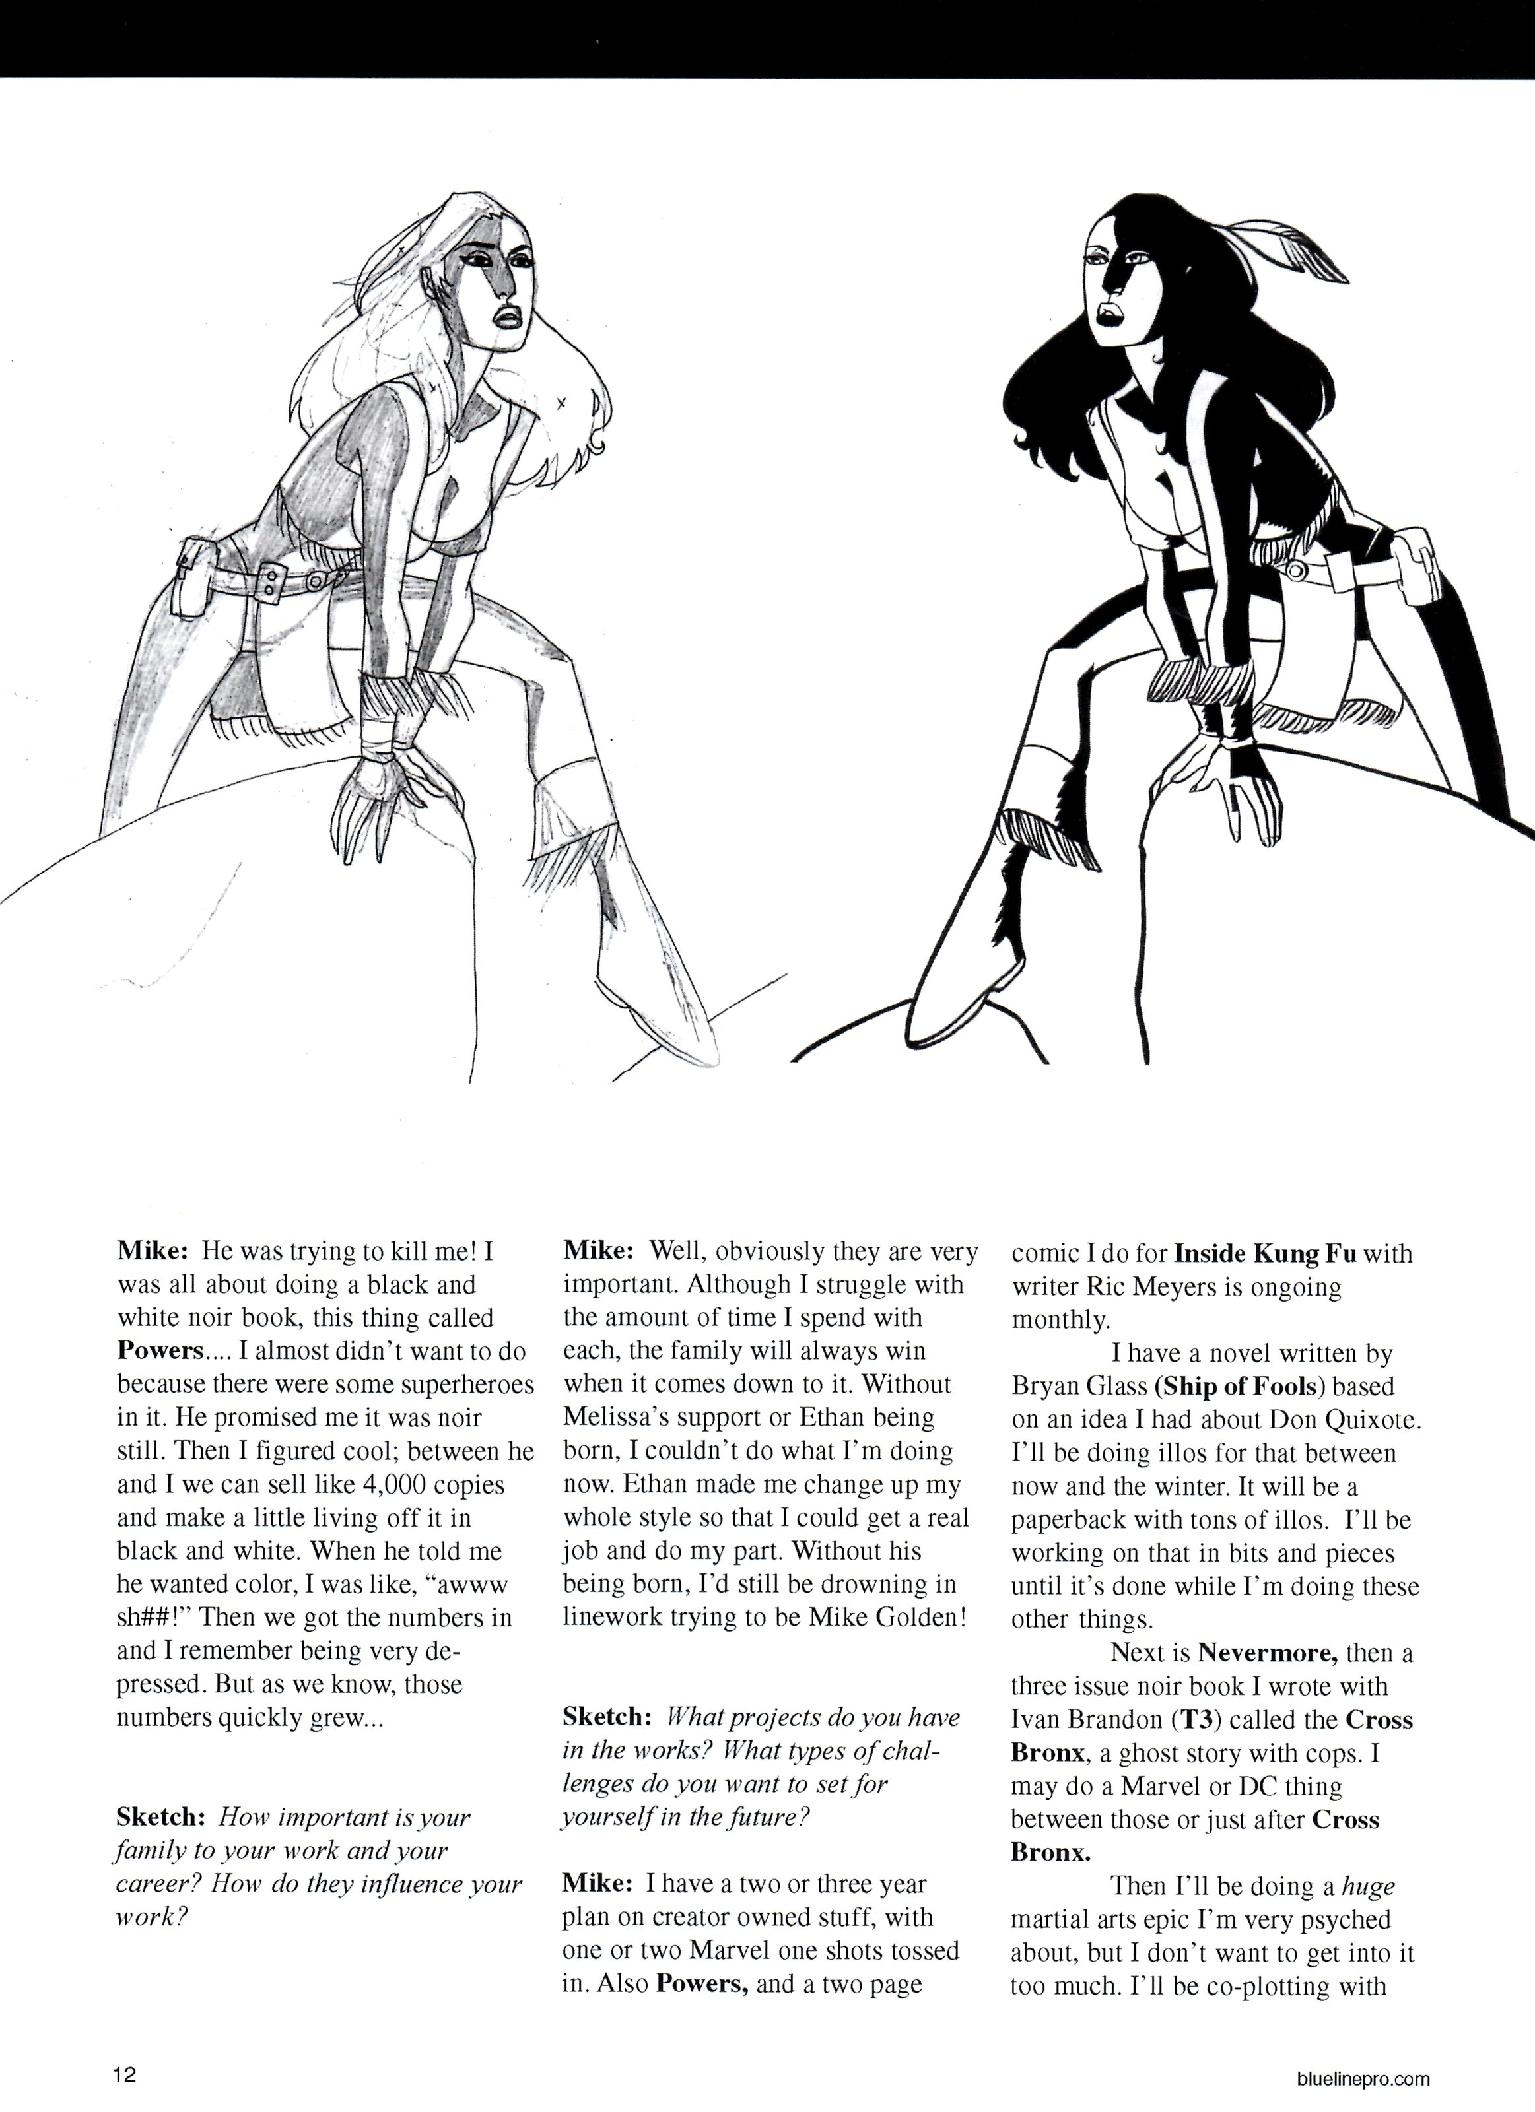 Mike: He was trying to kill me! I
was all about doing a black and
white noir book, this thing called
Powers.... I almost didn't want to do
because there were some superheroes
in it. He promised me it was noir
still. Then I figured cool; between he
and I we can sell like 4,000 copies
and make a little living off it in
black and white. When he told me
he wanted color, I was like, “awww
sh##!” Then we got the numbers in
and I remember being very de-
pressed. But as we know, those
numbers quickly grew...
Sketch: How important is your
family to your work and your
career? How do they influence your
work?
Mike: Well, obviously they are very
important. Although I struggle with
the amount of time I spend with
each, the family will always win
when it comes down to it. Without
Melissa's support or Ethan being
born, I couldn't do what I'm doing
now. Ethan made me change up my
whole style so that I could get a real
job and do my part. Without his
being born, I'd still be drowning in
linework trying to be Mike Golden!
Sketch: What projects do you have
in the works? What types of chal-
lenges do you want to set for
yourself in the future?
Mike: I have a two or three year
plan on creator owned stuff, with
one or two Marvel one shots tossed
in. Also Powers, and a two page
comic I do for Inside Kung Fu with
writer Ric Meyers is ongoing
monthly.
I have a novel written by
Bryan Glass (Ship of Fools) based
on an idea I had about Don Quixote.
I'll be doing illos for that between
now and the winter. It will be a
paperback with tons of illos. I'll be
working on that in bits and pieces
until it's done while I'm doing these
other things.
Next is Nevermore, then a
three issue noir book I wrote with
Ivan Brandon (T3) called the Cross
Bronx, a ghost story with cops. I
may do a Marvel or DC thing
between those or just after Cross
Bronx.
Then I'll be doing a huge
martial arts epic I'm very psyched
about, but I don't want to get into it
too much. I'll be co-plotting with
12
bluelinepro.com